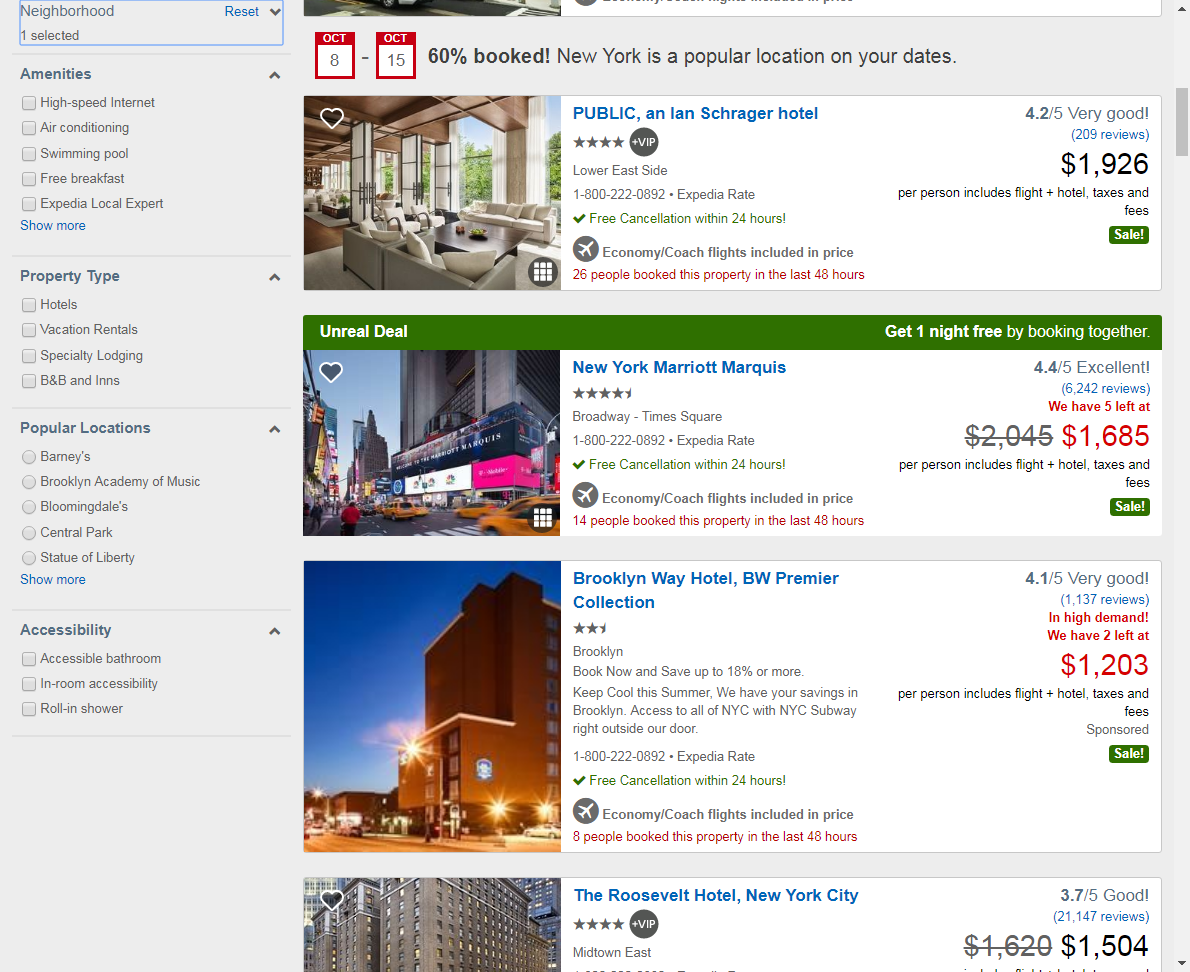 Neighborhood
Reset
1 selected
Amenities
High-speed Internet
Air conditioning
Swimming pool
Free breakfast
Expedia Local Expert
Show more
Property Type
Hotels
Vacation Rentals
Specialty Lodging
B&B and Inns
Popular Locations
Barney's
Brooklyn Academy of Music
Bloomingdale's
Central Park
Statue of Liberty
Show more
Accessibility
Accessible bathroom
In-room accessibility
Roll-in shower
Economy/Coach flights included in price
OCT 8 - OCT 15
60% booked! New York is a popular location on your dates.
PUBLIC, an Ian Schrager hotel
+VIP
Lower East Side
1-800-222-0892 • Expedia Rate
Free Cancellation within 24 hours!
Economy/Coach flights included in price
26 people booked this property in the last 48 hours
4.2/5 Very good!
(209 reviews)
$1,926
per person includes flight + hotel, taxes and
fees
Sale!
Unreal Deal
Get 1 night free by booking together.
WELCOME TO THE MARRIOTT MARQUIS
New York Marriott Marquis
Broadway - Times Square
1-800-222-0892 • Expedia Rate
Free Cancellation within 24 hours!
Economy/Coach flights included in price
14 people booked this property in the last 48 hours
4.4/5 Excellent!
(6,242 reviews)
We have 5 left at
$2,045 $1,685
per person includes flight + hotel, taxes and
fees
Sale!
Brooklyn Way Hotel, BW Premier
Collection
Brooklyn
Book Now and Save up to 18% or more.
Keep Cool this Summer, We have your savings in
Brooklyn. Access to all of NYC with NYC Subway
right outside our door.
1-800-222-0892 • Expedia Rate
Free Cancellation within 24 hours!
Economy/Coach flights included in price
8 people booked this property in the last 48 hours
4.1/5 Very good!
(1,137 reviews)
In high demand!
We have 2 left at
$1,203
per person includes flight + hotel, taxes and
fees
Sponsored
Sale!
The Roosevelt Hotel, New York City
+VIP
Midtown East
3.7/5 Good!
(21,147 reviews)
$1,620 $1,504